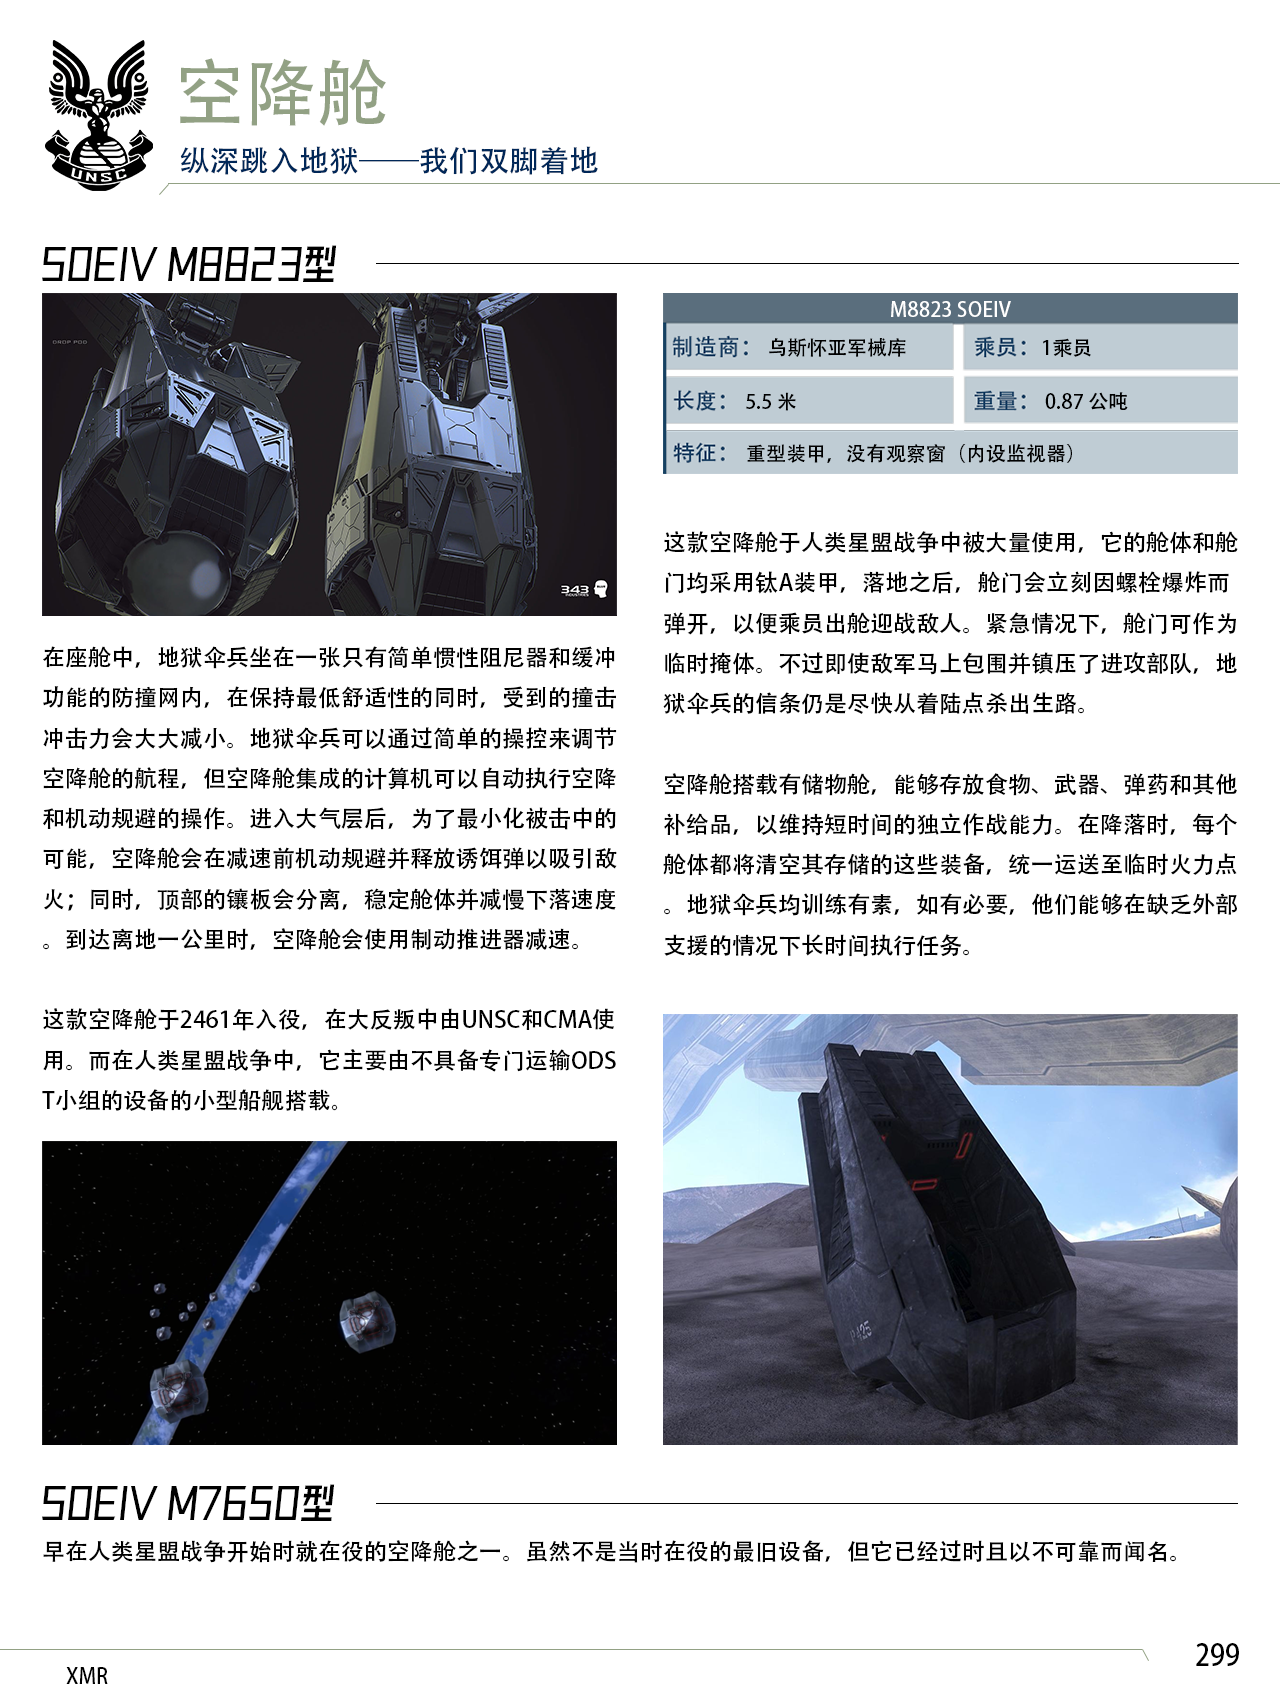 空降舱
纵深跳入地狱——我们双脚着地
UNSC
SOEIV M8823型
DROP POD
343
INDUSTRIES
在座舱中，地狱伞兵坐在一张只有简单惯性阻尼器和缓冲
功能的防撞网内，在保持最低舒适性的同时，受到的撞击
冲击力会大大减小。地狱伞兵可以通过简单的操控来调节
空降舱的航程，但空降舱集成的计算机可以自动执行空降
和机动规避的操作。进入大气层后，为了最小化被击中的
可能，空降舱会在减速前机动规避并释放诱饵弹以吸引敌
火；同时，顶部的镶板会分离，稳定舱体并减慢下落速度
。到达离地一公里时，空降舱会使用制动推进器减速。
这款空降舱于2461年入役，在大反叛中由UNSC和CMA使
用。而在人类星盟战争中，它主要由不具备专门运输ODS
T小组的设备的小型船舰搭载。
M8823 SOEIV
制造商： 乌斯怀亚军械库
乘员： 1乘员
长度： 5.5 米
重量： 0.87 公吨
特征： 重型装甲，没有观察窗（内设监视器）
这款空降舱于人类星盟战争中被大量使用，它的舱体和舱
门均采用钛A装甲，落地之后，舱门会立刻因螺栓爆炸而
弹开，以便乘员出舱迎战敌人。紧急情况下，舱门可作为
临时掩体。不过即使敌军马上包围并镇压了进攻部队，地
狱伞兵的信条仍是尽快从着陆点杀出生路。
空降舱搭载有储物舱，能够存放食物、武器、弹药和其他
补给品，以维持短时间的独立作战能力。在降落时，每个
舱体都将清空其存储的这些装备，统一运送至临时火力点
。地狱伞兵均训练有素，如有必要，他们能够在缺乏外部
支援的情况下长时间执行任务。
SOEIV M7650型
早在人类星盟战争开始时就在役的空降舱之一。虽然不是当时在役的最旧设备，但它已经过时且以不可靠而闻名。
299
XMR